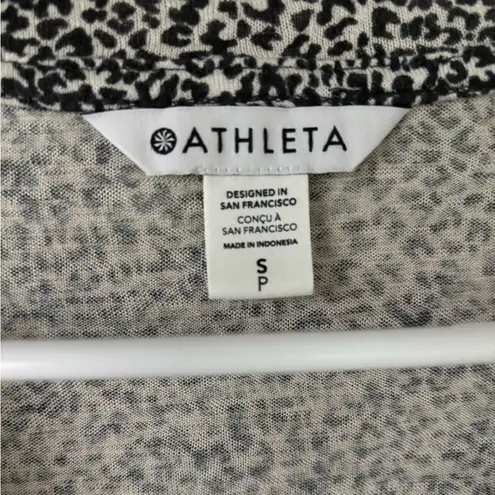 ATHLETA
DESIGNED IN
SAN FRANCISCO
CONÇU À
SAN FRANCISCO
MADE IN INDONESIA
S
P